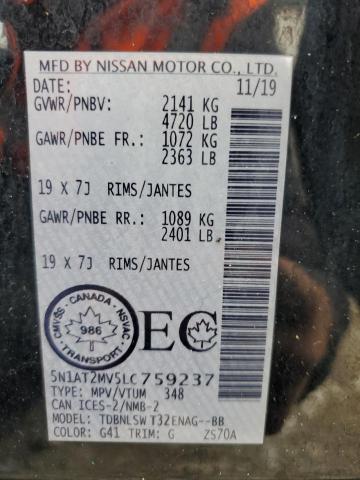 MFD BY NISSAN MOTOR CO., LTD.
DATE: 11/19
GVWR/PNBV: 2141 KG
4720 LB
GAWR/PNBE FR.: 1072 KG
2363 LB
19 X 7J RIMS/JANTES
GAWR/PNBE RR.: 1089 KG
2401 LB
19 X 7J RIMS/JANTES
CMVSS · CANADA · NSVAC
986
TRANSPORT
EC
5N1AT2MV5LC759237
TYPE: MPV/VTUM 348
CAN ICES-2/NMB-2
MODEL: TDBNLSW T32ENAG--BB
COLOR: G41 TRIM: G ZS70A